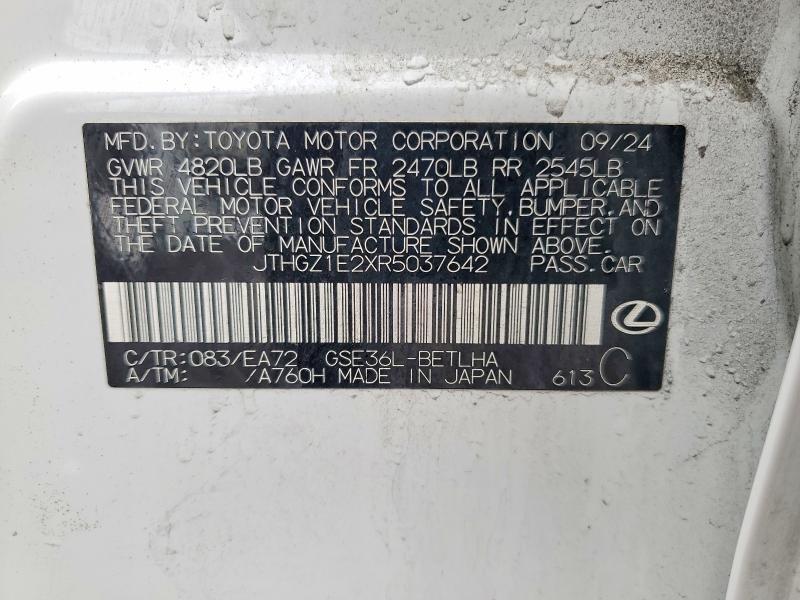 MFD.BY:TOYOTA MOTOR CORPORATION 09/24
GVWR 4820LB GAWR FR 2470LB RR 2545LB
THIS VEHICLE CONFORMS TO ALL APPLICABLE
FEDERAL MOTOR VEHICLE SAFETY,BUMPER,AND
THEFT PREVENTION STANDARDS IN EFFECT ON
THE DATE OF MANUFACTURE SHOWN ABOVE.
JTHGZ1E2XR5037642 PASS.CAR
C/TR:083/EA72 GSE36L-BETLHA
A/TM: /A760H MADE IN JAPAN 613 C